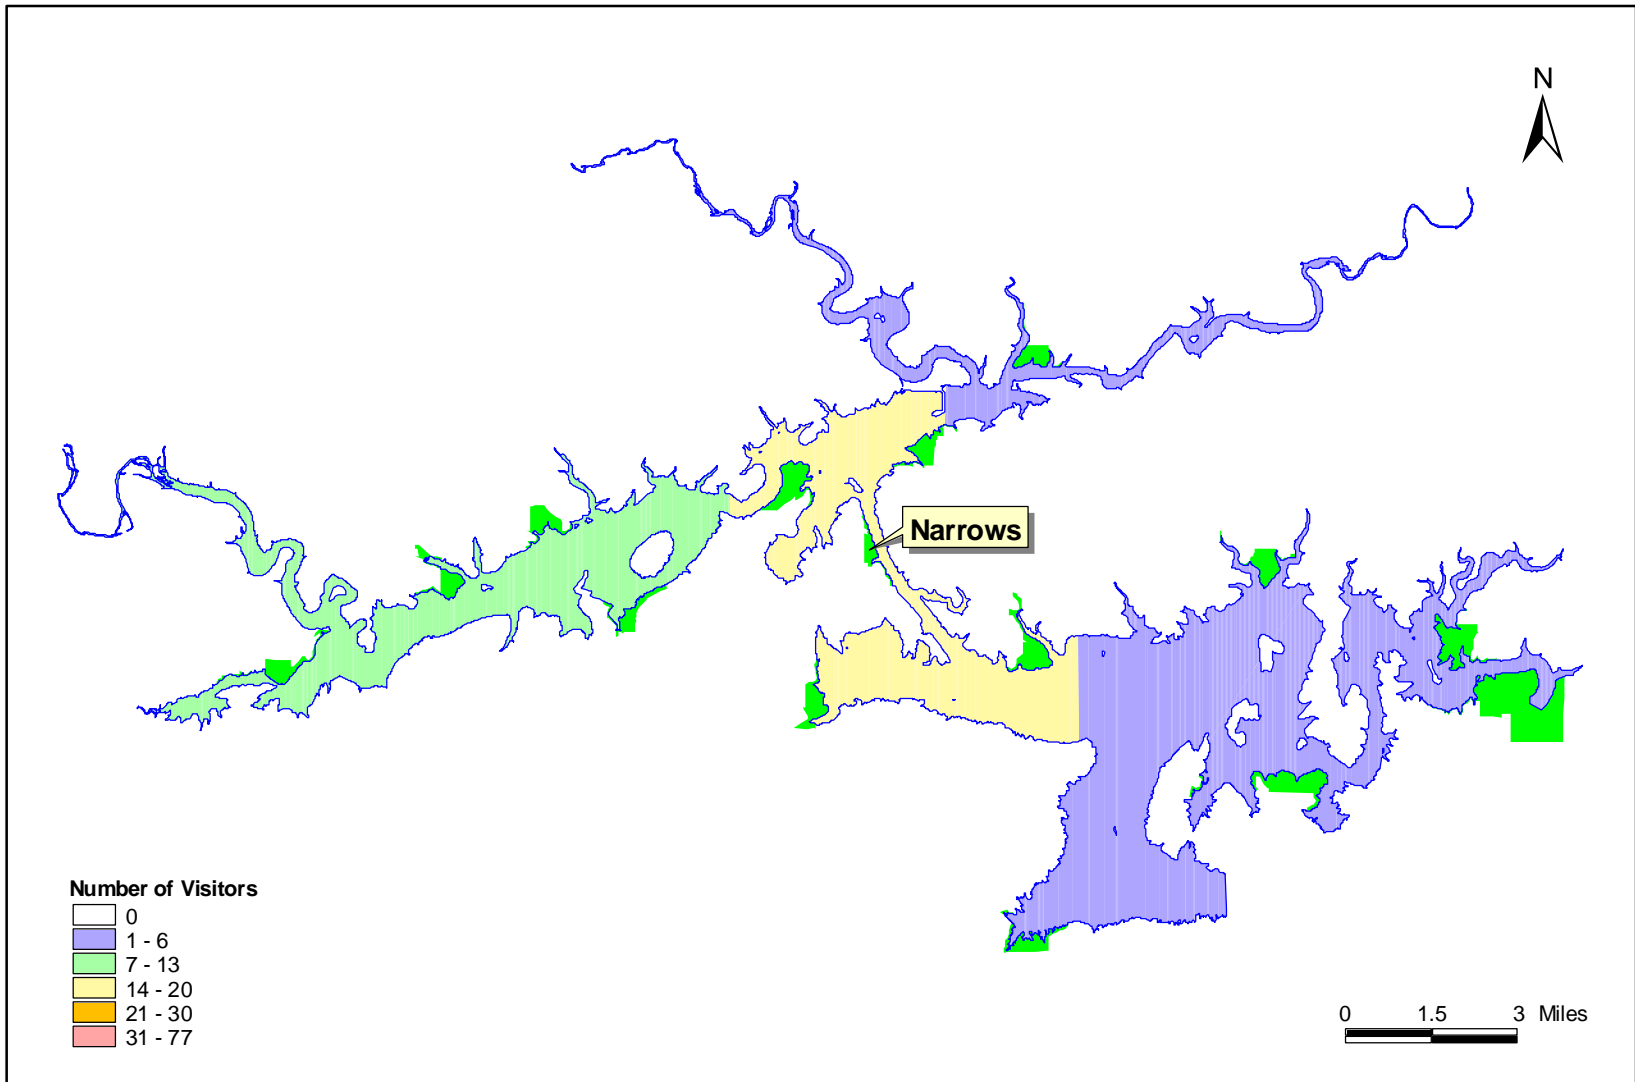 N
Narrows
Number of Visitors
0
1 - 6
7 - 13
14 - 20
21 - 30
31 - 77
0 1.5 3 Miles